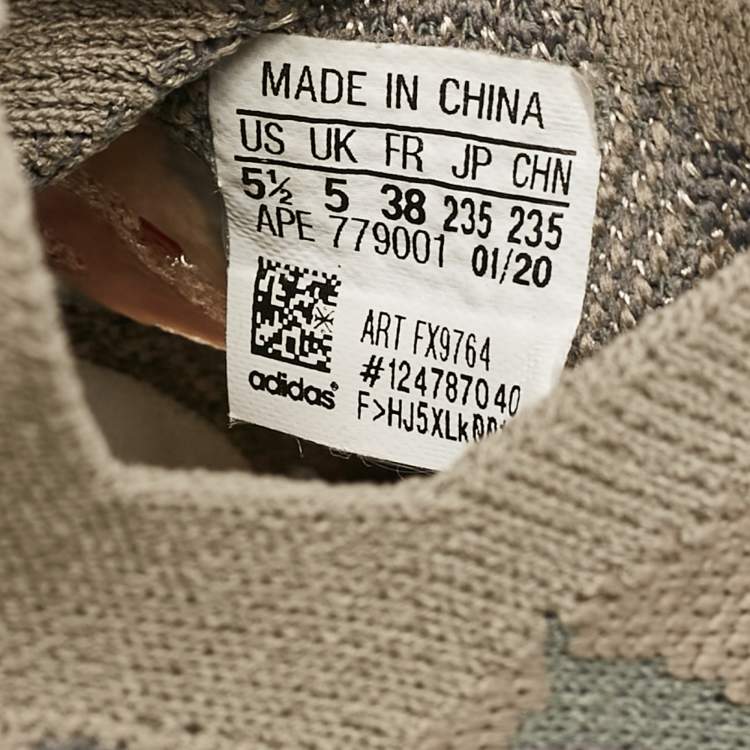 MADE IN CHINA
US UK FR JP CHN
5½ 5 38 235 235
APE 779001 01/20
ART FX9764
#124787040
adidas®